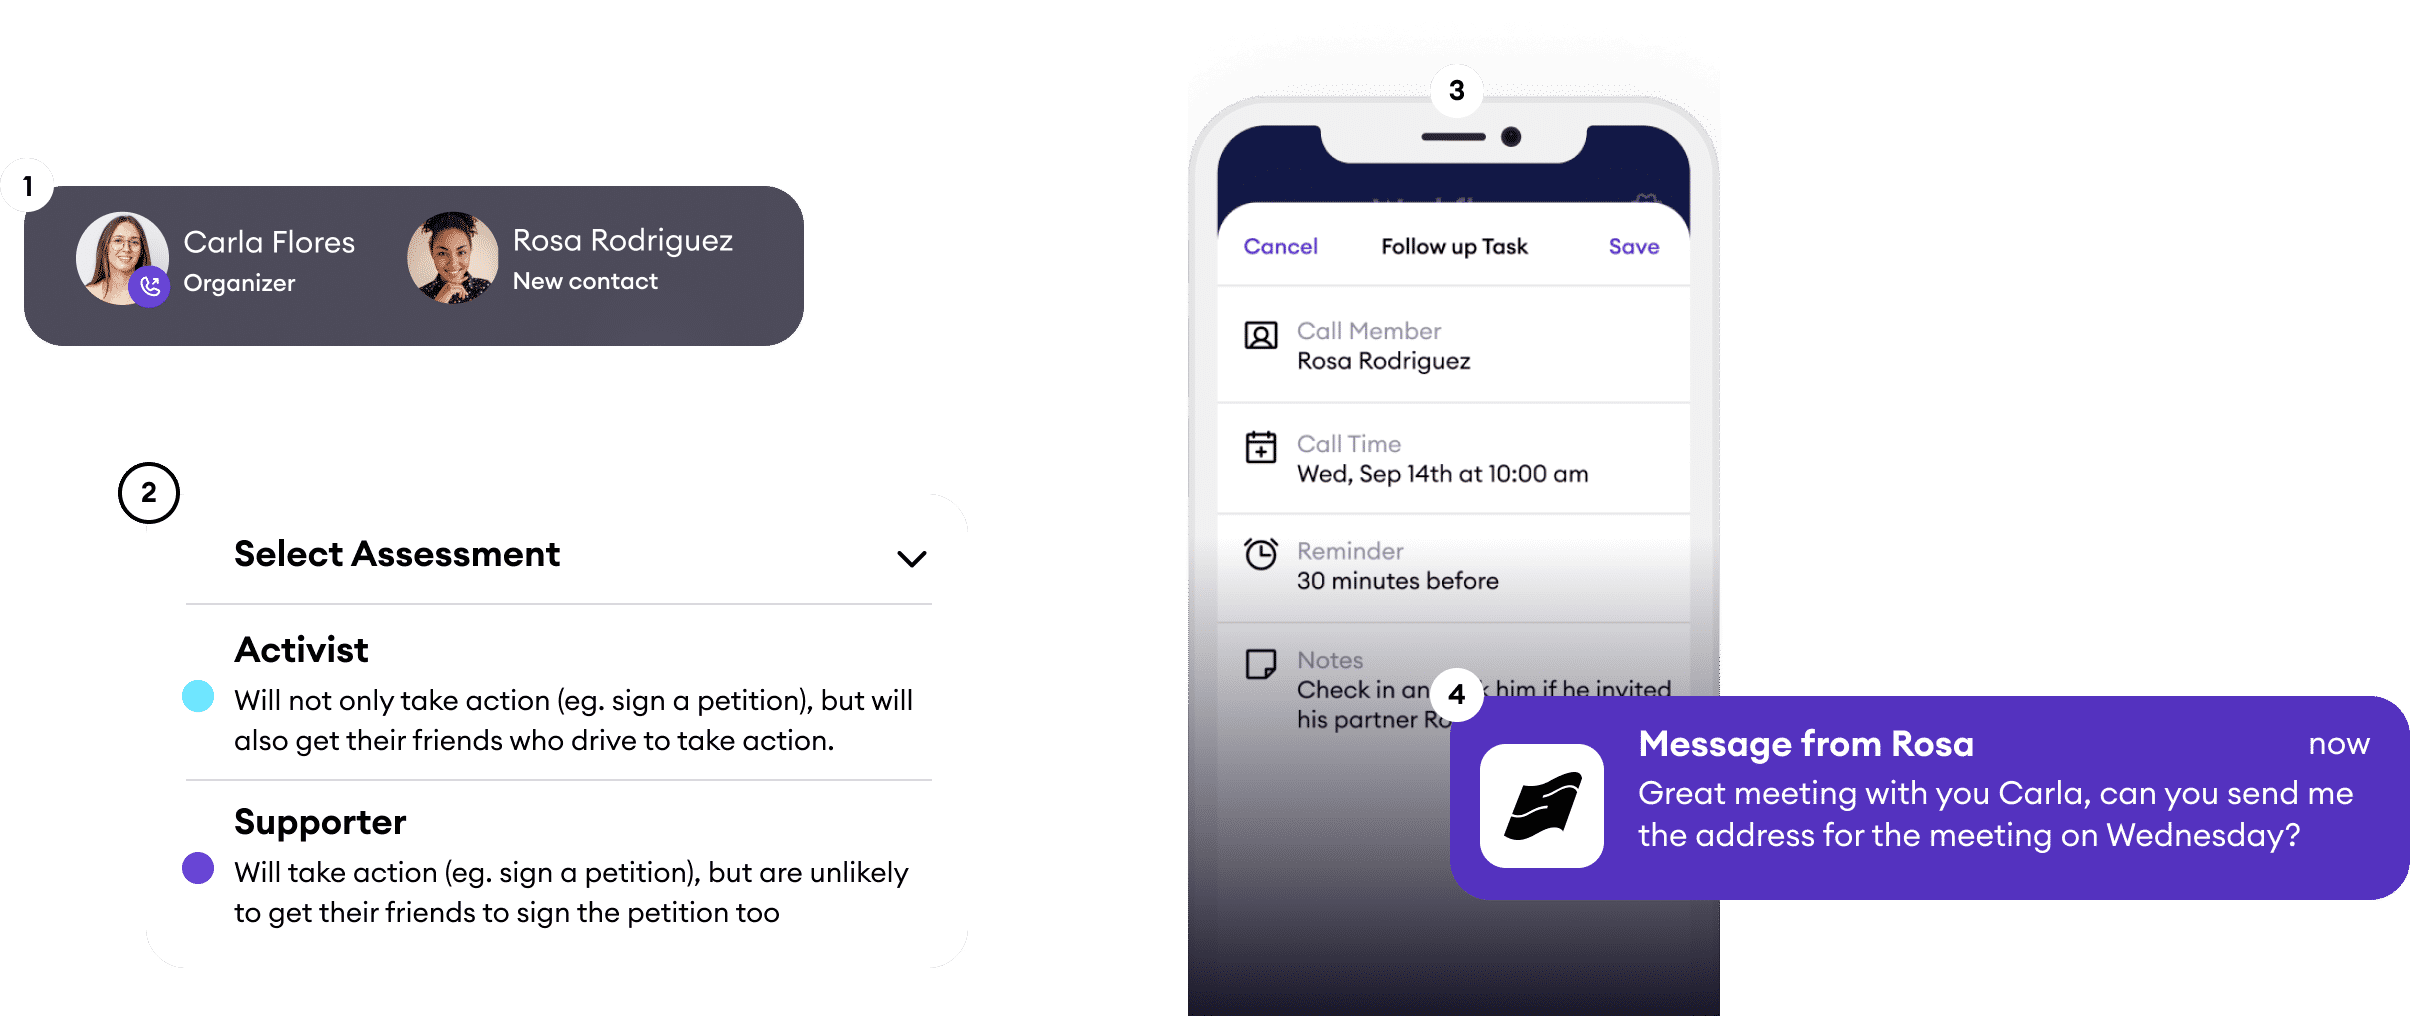 1
Carla Flores
Organizer
Rosa Rodriguez
New contact
2
Select Assessment
Activist
Will not only take action (eg. sign a petition), but will
also get their friends who drive to take action.
Supporter
Will take action (eg. sign a petition), but are unlikely
to get their friends to sign the petition too
3
Cancel
Follow up Task
Save
Call Member
Rosa Rodriguez
Call Time
Wed, Sep 14th at 10:00 am
Reminder
30 minutes before
Notes
Check in him if he invited
his partner
4
Message from Rosa
now
Great meeting with you Carla, can you send me
the address for the meeting on Wednesday?